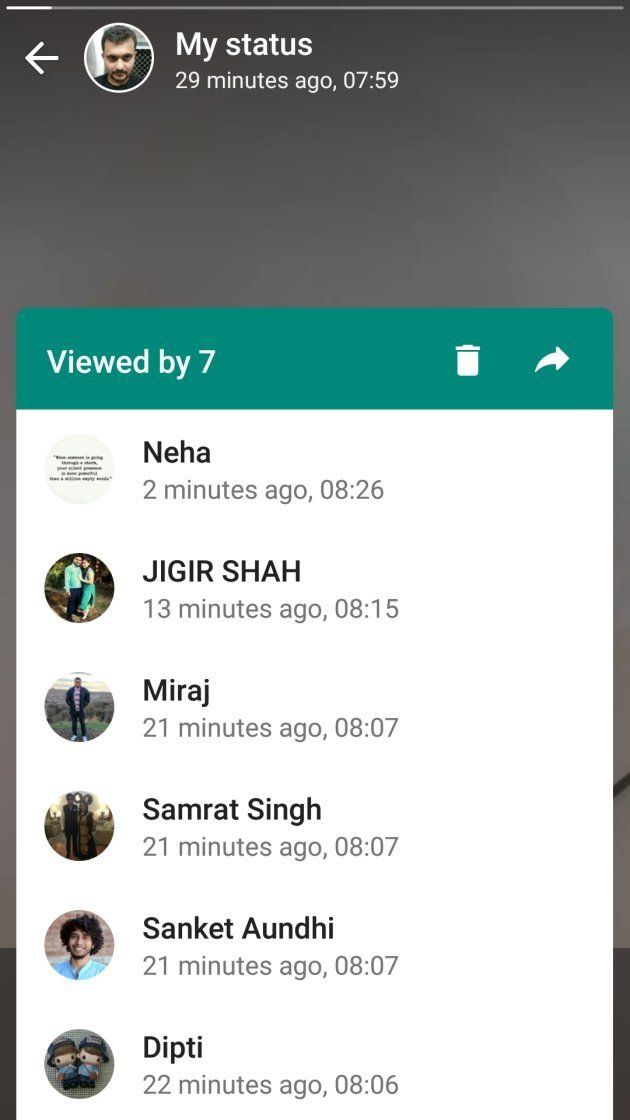 My status
29 minutes ago, 07:59
Viewed by 7
"When someone is going
through a storm,
your silent presence
is more powerful
than a million empty words."
Neha
2 minutes ago, 08:26
JIGIR SHAH
13 minutes ago, 08:15
Miraj
21 minutes ago, 08:07
Samrat Singh
21 minutes ago, 08:07
Sanket Aundhi
21 minutes ago, 08:07
Dipti
22 minutes ago, 08:06